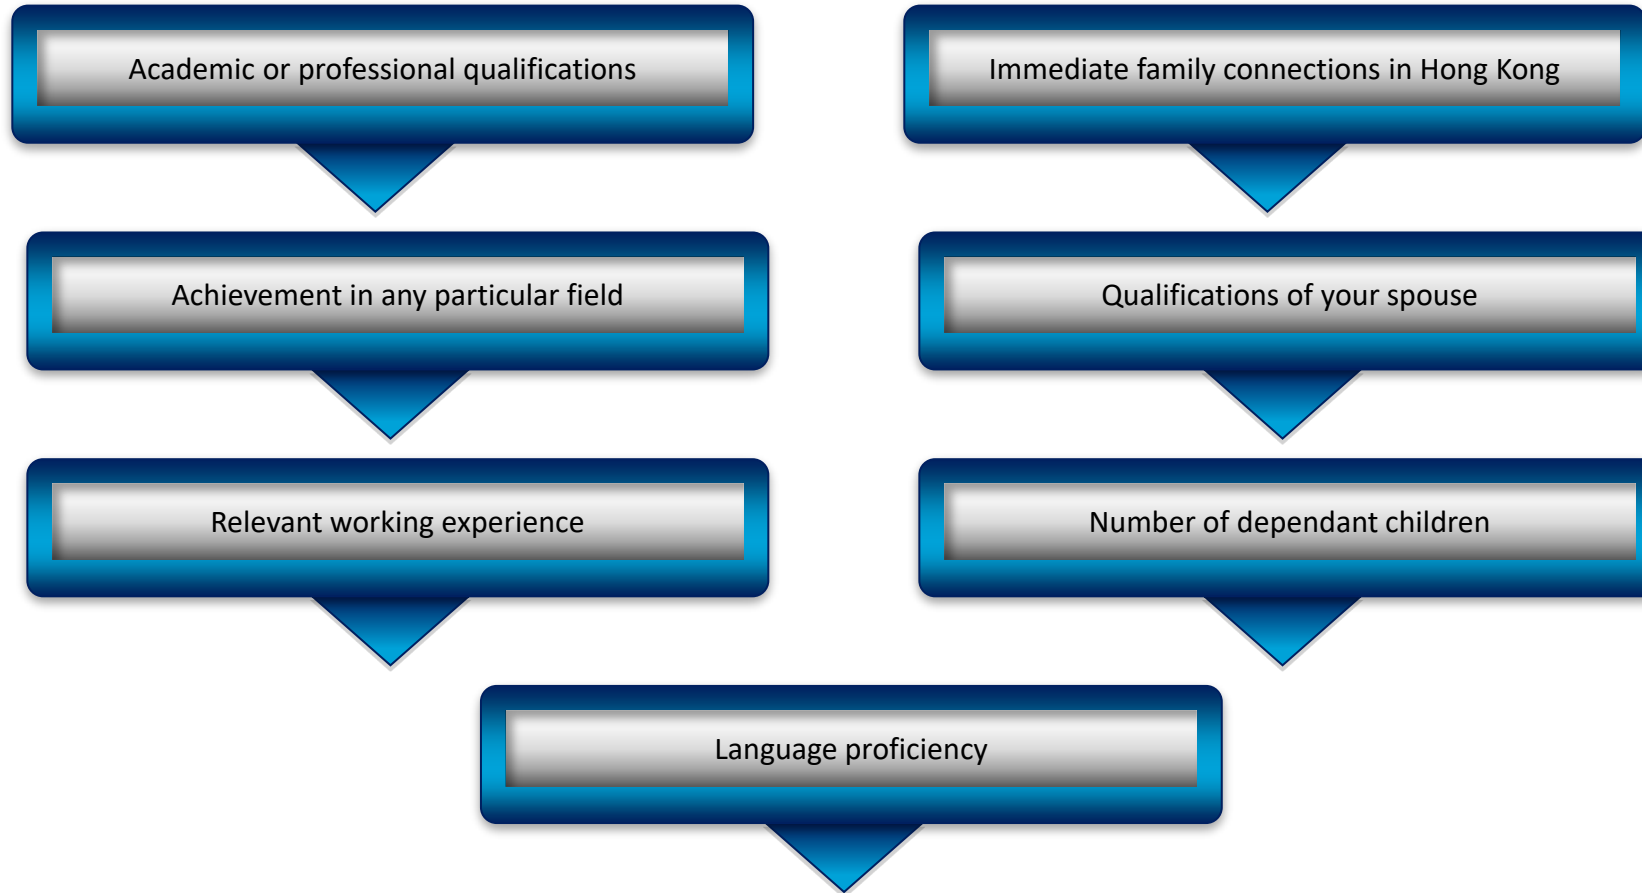 Academic or professional qualifications
Immediate family connections in Hong Kong
Achievement in any particular field
Qualifications of your spouse
Relevant working experience
Number of dependant children
Language proficiency